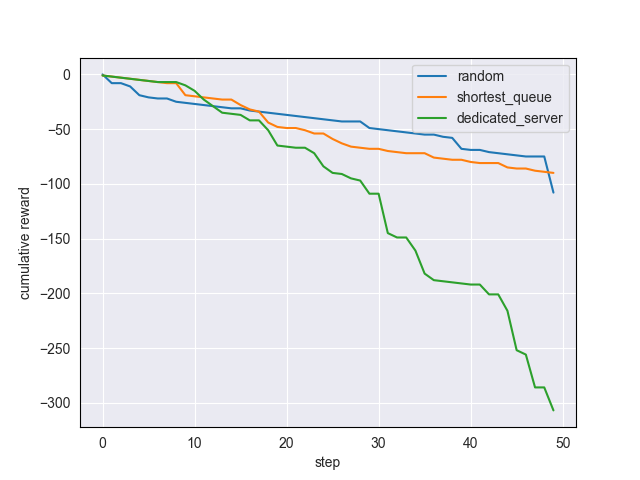 0
−50
−100
−150
−200
−250
−300
cumulative reward
random
shortest_queue
dedicated_server
0 10 20 30 40 50
step